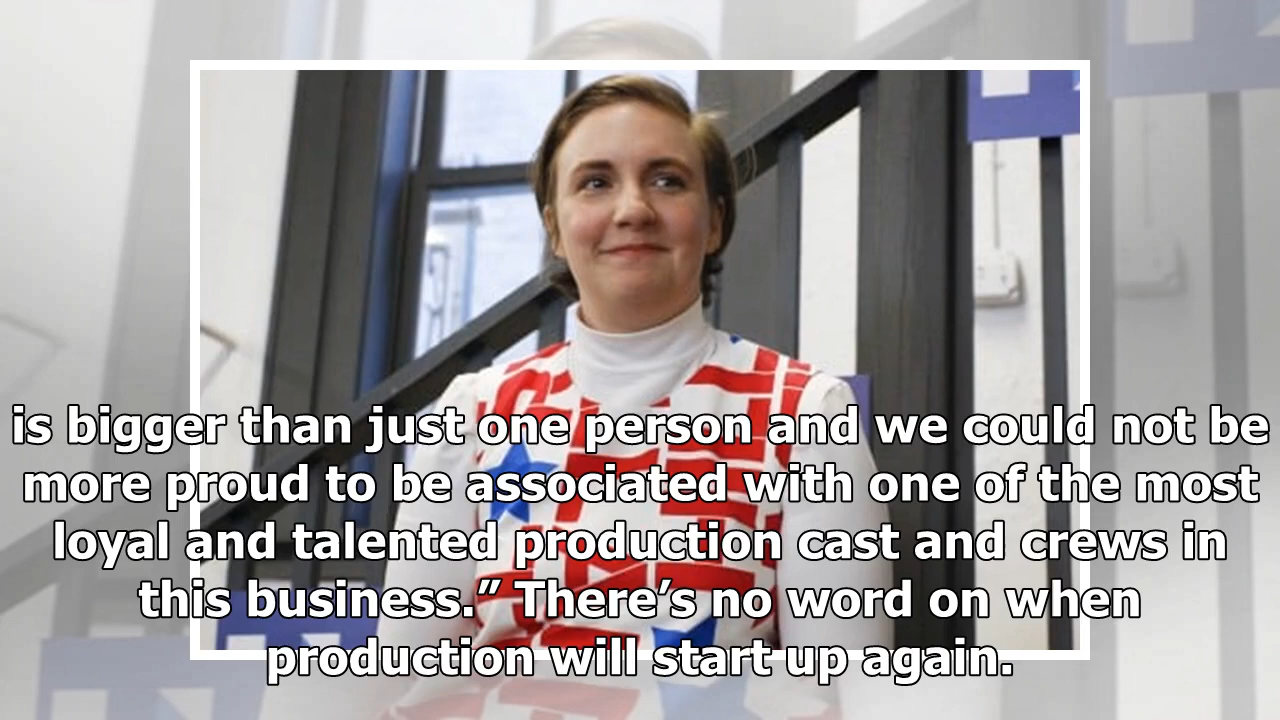 is bigger than just one person and we could not be
more proud to be associated with one of the most
loyal and talented production cast and crews in
this business.” There’s no word on when
production will start up again.